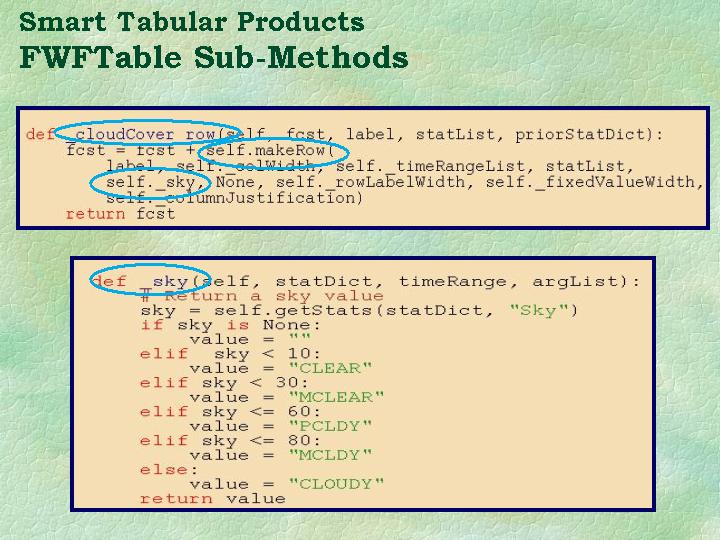 Smart Tabular Products
FWFTable Sub-Methods
def _cloudCover_row(self, fcst, label, statList, priorStatDict):
fcst = fcst + self.makeRow(
label, self._colWidth, self._timeRangeList, statList,
self._sky, None, self._rowLabelWidth, self._fixedValueWidth,
self._columnJustification)
return fcst
def _sky(self, statDict, timeRange, argList):
# Return a sky value
sky = self.getStats(statDict, "Sky")
if sky is None:
value = ""
elif sky < 10:
value = "CLEAR"
elif sky < 30:
value = "MCLEAR"
elif sky <= 60:
value = "PCLDY"
elif sky <= 80:
value = "MCLDY"
else:
value = "CLOUDY"
return value